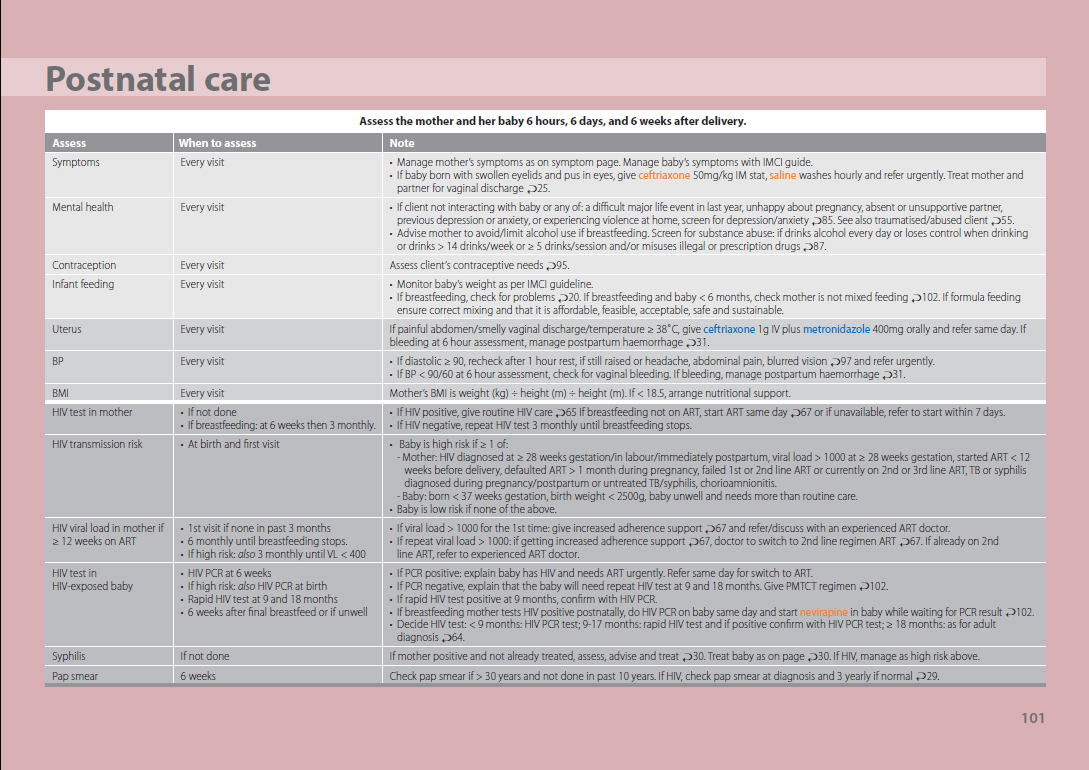 Postnatal care
Assess the mother and her baby 6 hours, 6 days, and 6 weeks after delivery.
Assess When to assess Note
Symptoms Every visit • Manage mother's symptoms as on symptom page. Manage baby's symptoms with IMCI guide.
• If baby born with swollen eyelids and pus in eyes, give ceftriaxone 50mg/kg IM stat, saline washes hourly and refer urgently. Treat mother and
partner for vaginal discharge ⊃25.
Mental health Every visit • If client not interacting with baby or any of: a difficult major life event in last year, unhappy about pregnancy, absent or unsupportive partner,
previous depression or anxiety, or experiencing violence at home, screen for depression/anxiety ⊃85. See also traumatised/abused client ⊃55.
• Advise mother to avoid/limit alcohol use if breastfeeding. Screen for substance abuse: if drinks alcohol every day or loses control when drinking
or drinks > 14 drinks/week or ≥ 5 drinks/session and/or misuses illegal or prescription drugs ⊃87.
Contraception Every visit Assess client's contraceptive needs ⊃95.
Infant feeding Every visit • Monitor baby's weight as per IMCI guideline.
• If breastfeeding, check for problems ⊃20. If breastfeeding and baby < 6 months, check mother is not mixed feeding ⊃102. If formula feeding
ensure correct mixing and that it is affordable, feasible, acceptable, safe and sustainable.
Uterus Every visit If painful abdomen/smelly vaginal discharge/temperature ≥ 38˚C, give ceftriaxone 1g IV plus metronidazole 400mg orally and refer same day. If
bleeding at 6 hour assessment, manage postpartum haemorrhage ⊃31.
BP Every visit • If diastolic ≥ 90, recheck after 1 hour rest, if still raised or headache, abdominal pain, blurred vision ⊃97 and refer urgently.
• If BP < 90/60 at 6 hour assessment, check for vaginal bleeding. If bleeding, manage postpartum haemorrhage ⊃31.
BMI Every visit Mother's BMI is weight (kg) ÷ height (m) ÷ height (m). If < 18.5, arrange nutritional support.
HIV test in mother • If not done • If HIV positive, give routine HIV care ⊃65 If breastfeeding not on ART, start ART same day ⊃67 or if unavailable, refer to start within 7 days.
• If breastfeeding: at 6 weeks then 3 monthly. • If HIV negative, repeat HIV test 3 monthly until breastfeeding stops.
HIV transmission risk • At birth and first visit • Baby is high risk if ≥ 1 of:
- Mother: HIV diagnosed at ≥ 28 weeks gestation/in labour/immediately postpartum, viral load > 1000 at ≥ 28 weeks gestation, started ART < 12
weeks before delivery, defaulted ART > 1 month during pregnancy, failed 1st or 2nd line ART or currently on 2nd or 3rd line ART, TB or syphilis
diagnosed during pregnancy/postpartum or untreated TB/syphilis, chorioamnionitis.
- Baby: born < 37 weeks gestation, birth weight < 2500g, baby unwell and needs more than routine care.
• Baby is low risk if none of the above.
HIV viral load in mother if • 1st visit if none in past 3 months • If viral load > 1000 for the 1st time: give increased adherence support ⊃67 and refer/discuss with an experienced ART doctor.
≥ 12 weeks on ART • 6 monthly until breastfeeding stops. • If repeat viral load > 1000: if getting increased adherence support ⊃67, doctor to switch to 2nd line regimen ART ⊃67. If already on 2nd
• If high risk: also 3 monthly until VL < 400 line ART, refer to experienced ART doctor.
HIV test in • HIV PCR at 6 weeks • If PCR positive: explain baby has HIV and needs ART urgently. Refer same day for switch to ART.
HIV-exposed baby • If high risk: also HIV PCR at birth • If PCR negative, explain that the baby will need repeat HIV test at 9 and 18 months. Give PMTCT regimen ⊃102.
• Rapid HIV test at 9 and 18 months • If rapid HIV test positive at 9 months, confirm with HIV PCR.
• 6 weeks after final breastfeed or if unwell • If breastfeeding mother tests HIV positive postnatally, do HIV PCR on baby same day and start nevirapine in baby while waiting for PCR result ⊃102.
• Decide HIV test: < 9 months: HIV PCR test; 9-17 months: rapid HIV test and if positive confirm with HIV PCR test; ≥ 18 months: as for adult
diagnosis ⊃64.
Syphilis If not done If mother positive and not already treated, assess, advise and treat ⊃30. Treat baby as on page ⊃30. If HIV, manage as high risk above.
Pap smear 6 weeks Check pap smear if > 30 years and not done in past 10 years. If HIV, check pap smear at diagnosis and 3 yearly if normal ⊃29.
101